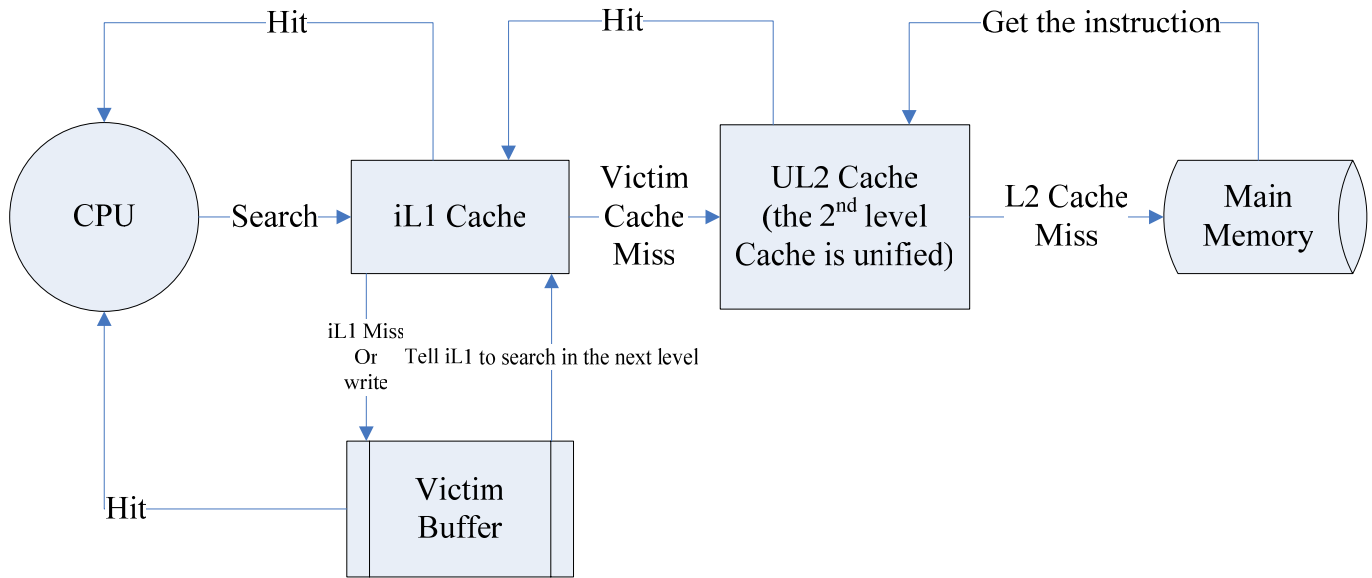 Hit
Hit
Get the instruction
CPU
Search
iL1 Cache
Victim
Cache
Miss
UL2 Cache
(the 2nd level
Cache is unified)
L2 Cache
Miss
Main
Memory
iL1 Miss
Or
write
Tell iL1 to search in the next level
Hit
Victim
Buffer